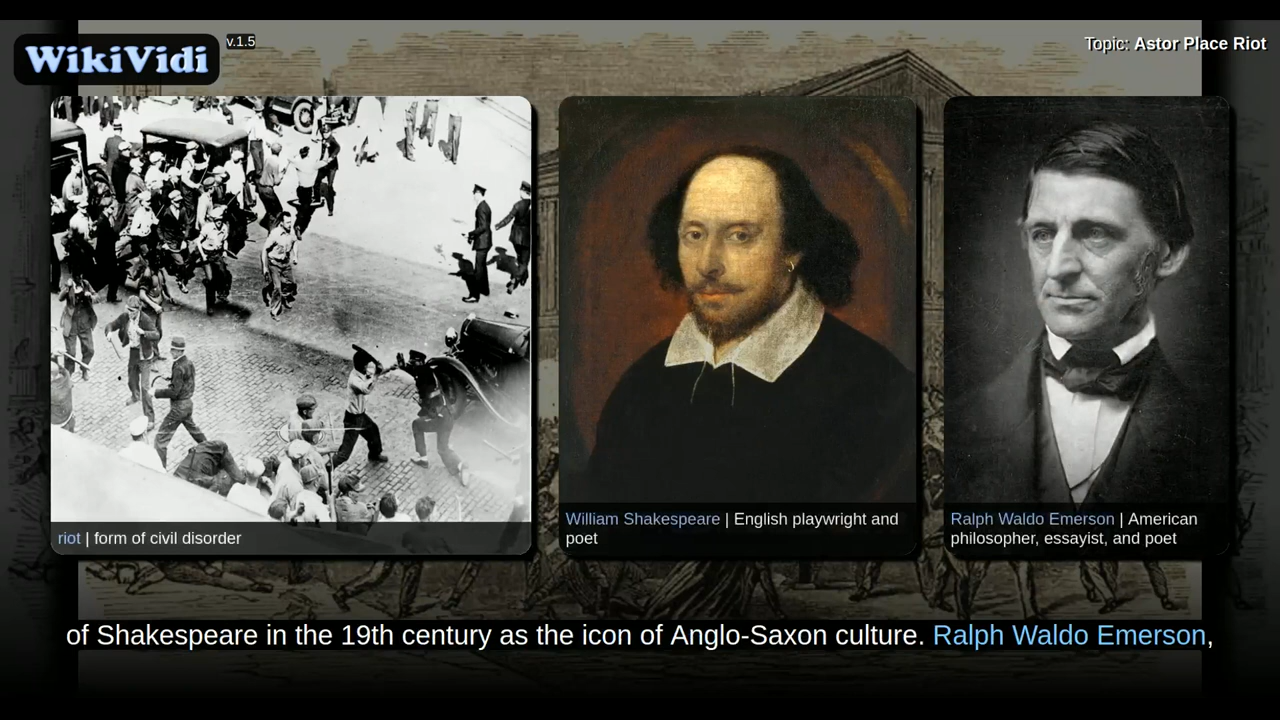 WikiVidi
v.1.5
Topic: Astor Place Riot
riot | form of civil disorder
William Shakespeare | English playwright and
poet
Ralph Waldo Emerson | American
philosopher, essayist, and poet
of Shakespeare in the 19th century as the icon of Anglo-Saxon culture. Ralph Waldo Emerson,